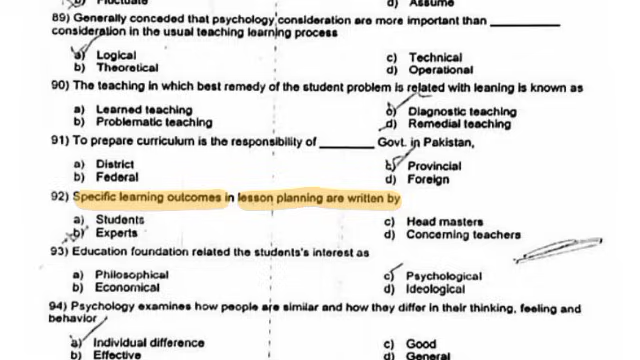 b) Fluctuate d) Assume
89) Generally conceded that psychology consideration are more important than ____________
consideration in the usual teaching learning process
a) Logical c) Technical
b) Theoretical d) Operational
90) The teaching in which best remedy of the student problem is related with leaning is known as
a) Learned teaching c) Diagnostic teaching
b) Problematic teaching d) Remedial teaching
91) To prepare curriculum is the responsibility of _________ Govt. in Pakistan,
a) District c) Provincial
b) Federal d) Foreign
92) Specific learning outcomes in lesson planning are written by
a) Students c) Head masters
b) Experts d) Concerning teachers
93) Education foundation related the students's interest as
a) Philosophical c) Psychological
b) Economical d) Ideological
94) Psychology examines how people are similar and how they differ in their thinking, feeling and
behavior
a) Individual difference c) Good
b) Effective d) General